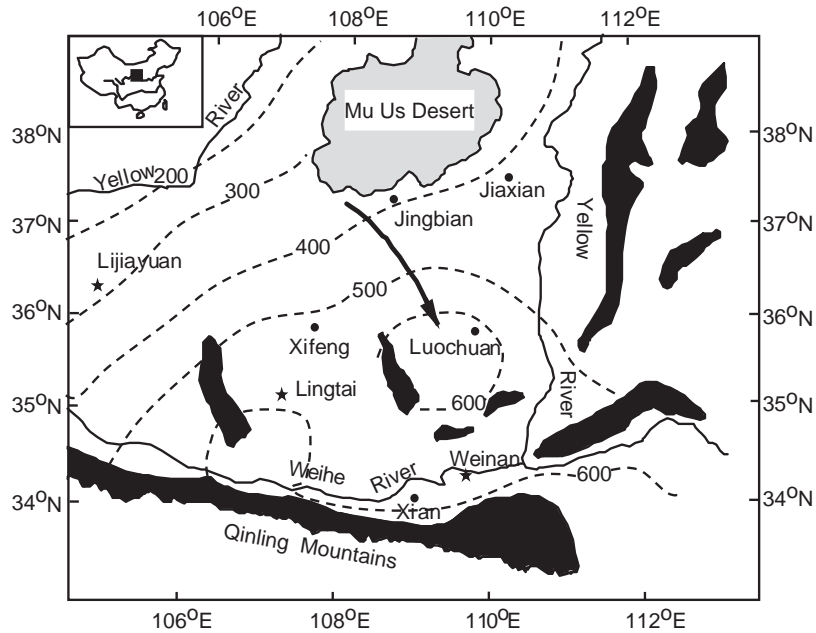 106°E 108°E 110°E 112°E
River
Mu Us Desert
38°N 38°N
Yellow 200
300
Jiaxian
Jingbian
37°N 37°N
Yellow
400
Lijiayuan
500
36°N 36°N
Xifeng
Luochuan
Lingtai
River
35°N 35°N
600
Weinan
Weihe River
600
34°N 34°N
Xian
Qinling Mountains
106°E 108°E 110°E 112°E